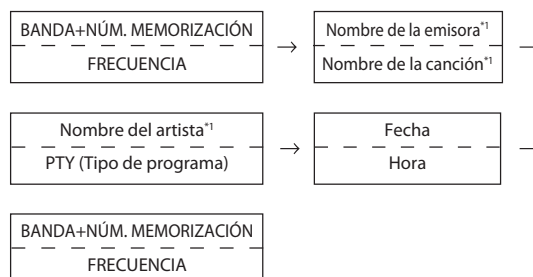 BANDA+NÚM. MEMORIZACIÓN
FRECUENCIA
→
Nombre de la emisora*1
Nombre de la canción*1
Nombre del artista*1
PTY (Tipo de programa)
→
Fecha
Hora
BANDA+NÚM. MEMORIZACIÓN
FRECUENCIA